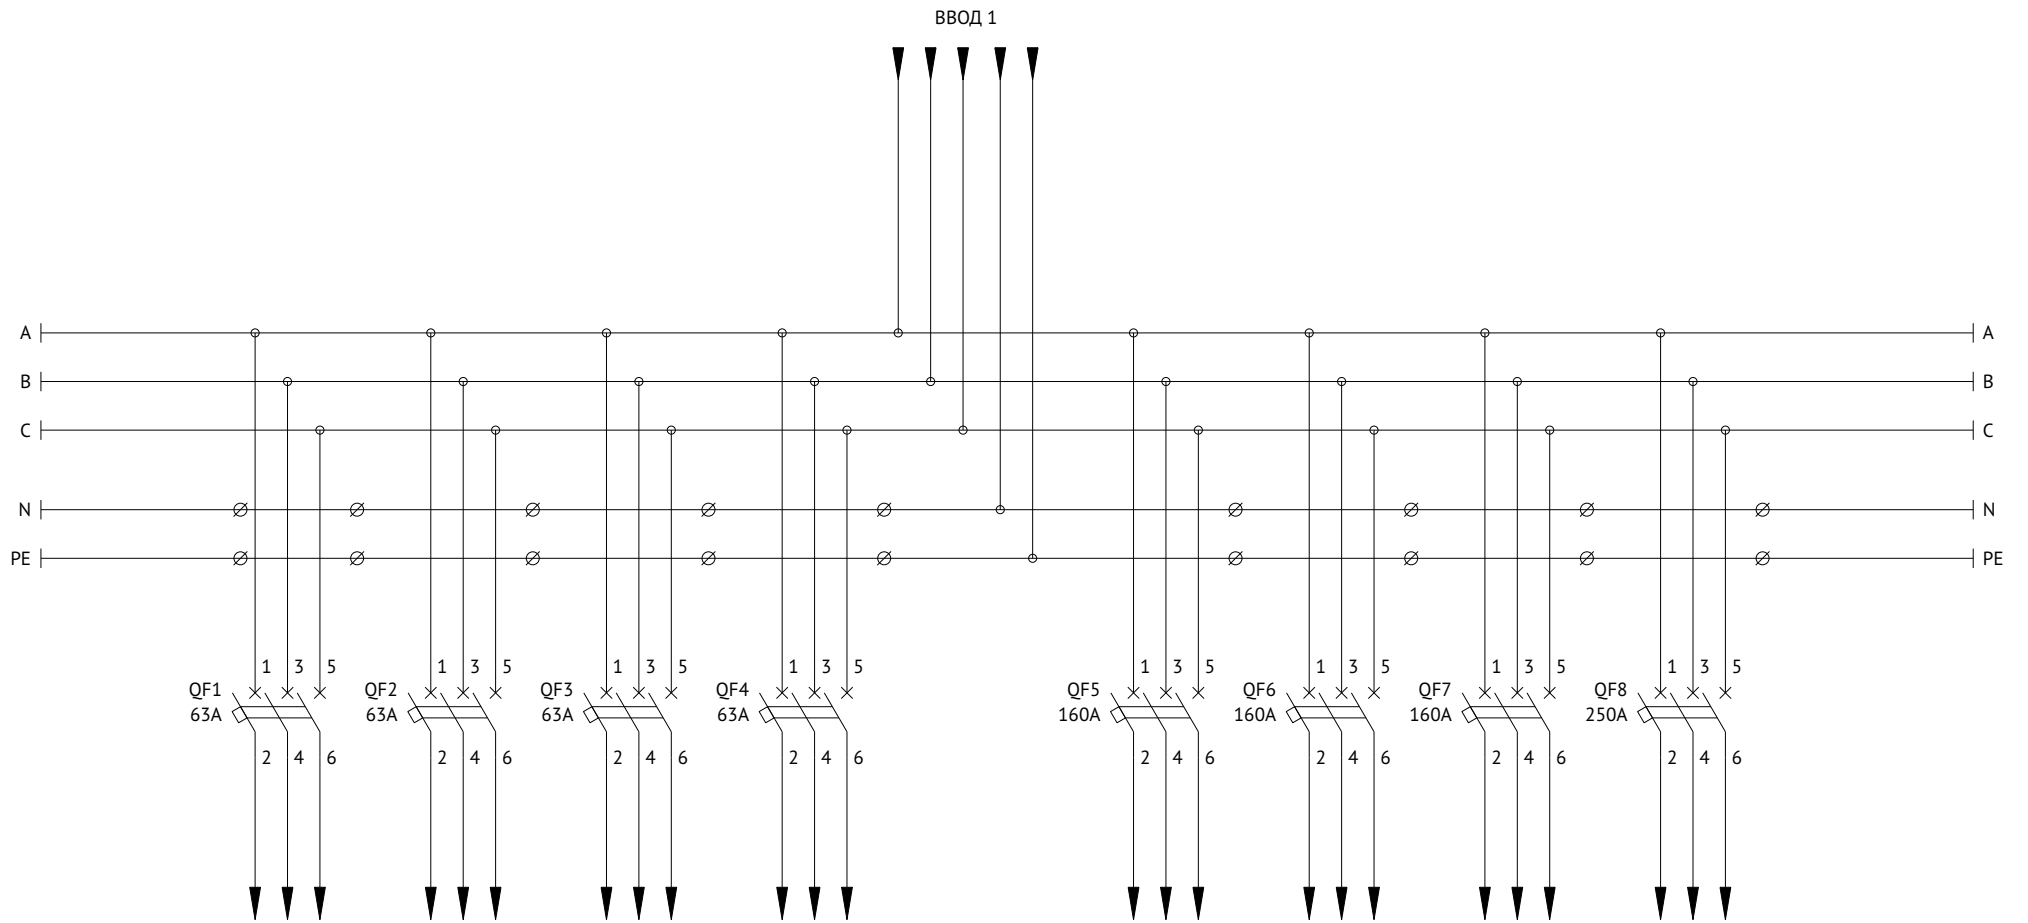 ВВОД 1
A A
B B
C C
N N
PE PE
1 3 5 1 3 5 1 3 5 1 3 5 1 3 5 1 3 5 1 3 5 1 3 5
QF1 QF2 QF3 QF4 QF5 QF6 QF7 QF8
63A 63A 63A 63A 160A 160A 160A 250A
2 4 6 2 4 6 2 4 6 2 4 6 2 4 6 2 4 6 2 4 6 2 4 6